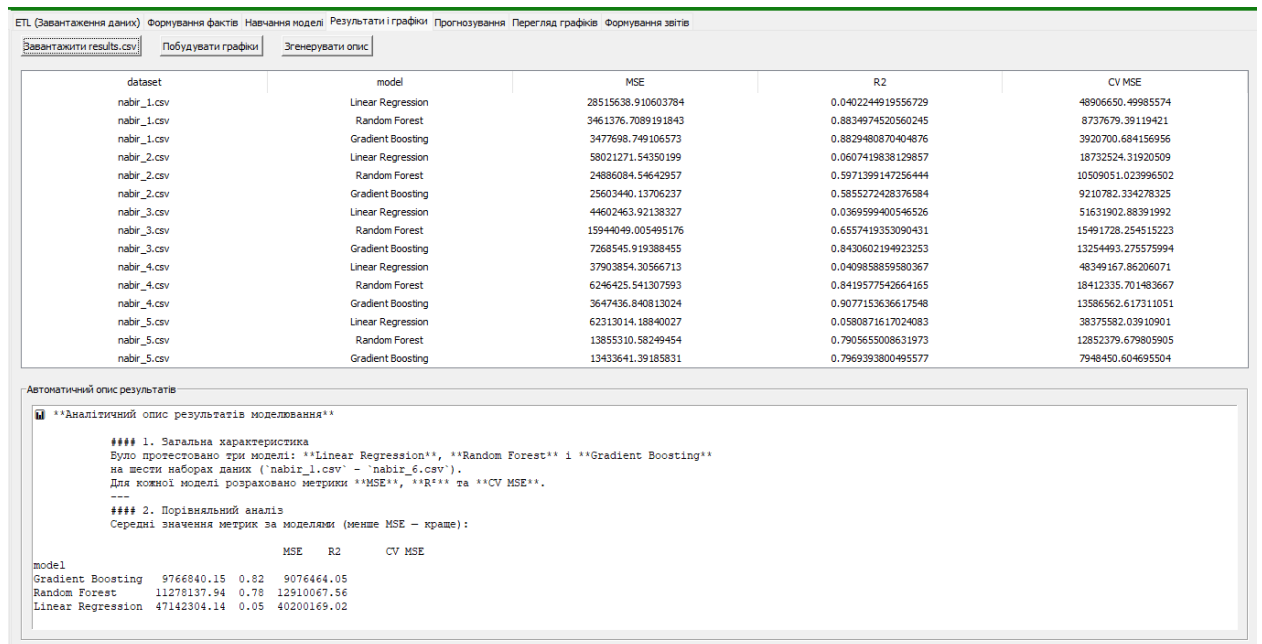 ETL (Завантаження даних) Формування фактів Навчання моделі Результати і графіки Прогнозування Перегляд графіків Формування звітів
Завантажити results.csv Побудувати графіки Згенерувати опис
dataset model MSE R2 CV MSE
nabir_1.csv Linear Regression 28515638.910603784 0.0402244919556729 48906650.49985574
nabir_1.csv Random Forest 3461376.7089191843 0.8834974520560245 8737679.39119421
nabir_1.csv Gradient Boosting 3477698.749106573 0.8829480870404876 3920700.684156956
nabir_2.csv Linear Regression 58021271.54350199 0.0607419838129857 18732524.31920509
nabir_2.csv Random Forest 24886084.54642957 0.5971399147256444 10509051.023996502
nabir_2.csv Gradient Boosting 25603440.13706237 0.5855272428376584 9210782.334278325
nabir_3.csv Linear Regression 44602463.92138327 0.0369599400546526 51631902.88391992
nabir_3.csv Random Forest 15944049.005495176 0.6557419353090431 15491728.254515223
nabir_3.csv Gradient Boosting 7268545.919388455 0.8430602194923253 13254493.275575994
nabir_4.csv Linear Regression 37903854.30566713 0.0409858859580367 48349167.86206071
nabir_4.csv Random Forest 6246425.541307593 0.8419577542664165 18412335.701483667
nabir_4.csv Gradient Boosting 3647436.840813024 0.9077153636617548 13586562.617311051
nabir_5.csv Linear Regression 62313014.18840027 0.0580871617024083 38375582.03910901
nabir_5.csv Random Forest 13855310.58249454 0.7905655008631973 12852379.679805905
nabir_5.csv Gradient Boosting 13433641.39185831 0.7969393800495577 7948450.604695504
Автоматичний опис результатів
**Аналітичний опис результатів моделювання**
#### 1. Загальна характеристика
Було протестовано три моделі: **Linear Regression**, **Random Forest** і **Gradient Boosting**
на шести наборах даних (`nabir_1.csv` – `nabir_6.csv`).
Для кожної моделі розраховано метрики **MSE**, **R²** та **CV MSE**.
---
#### 2. Порівняльний аналіз
Середні значення метрик за моделями (менше MSE — краще):
MSE R2 CV MSE
model
Gradient Boosting 9766840.15 0.82 9076464.05
Random Forest 11278137.94 0.78 12910067.56
Linear Regression 47142304.14 0.05 40200169.02